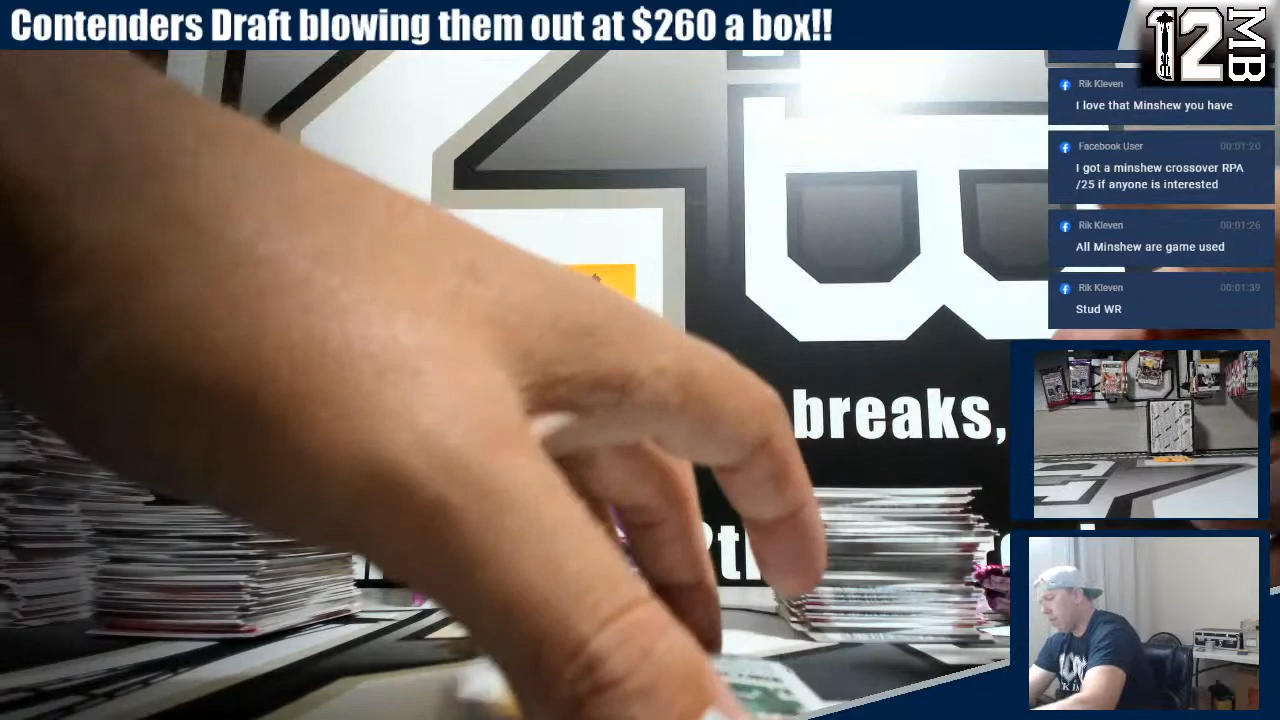 Contenders Draft blowing them out at $260 a box!!
12
MB
Rik Kleven
I love that Minshew you have
Facebook User 00:01:20
I got a minshew crossover RPA
/25 if anyone is interested
Rik Kleven 00:01:26
All Minshew are game used
Rik Kleven 00:01:39
Stud WR
B
breaks,